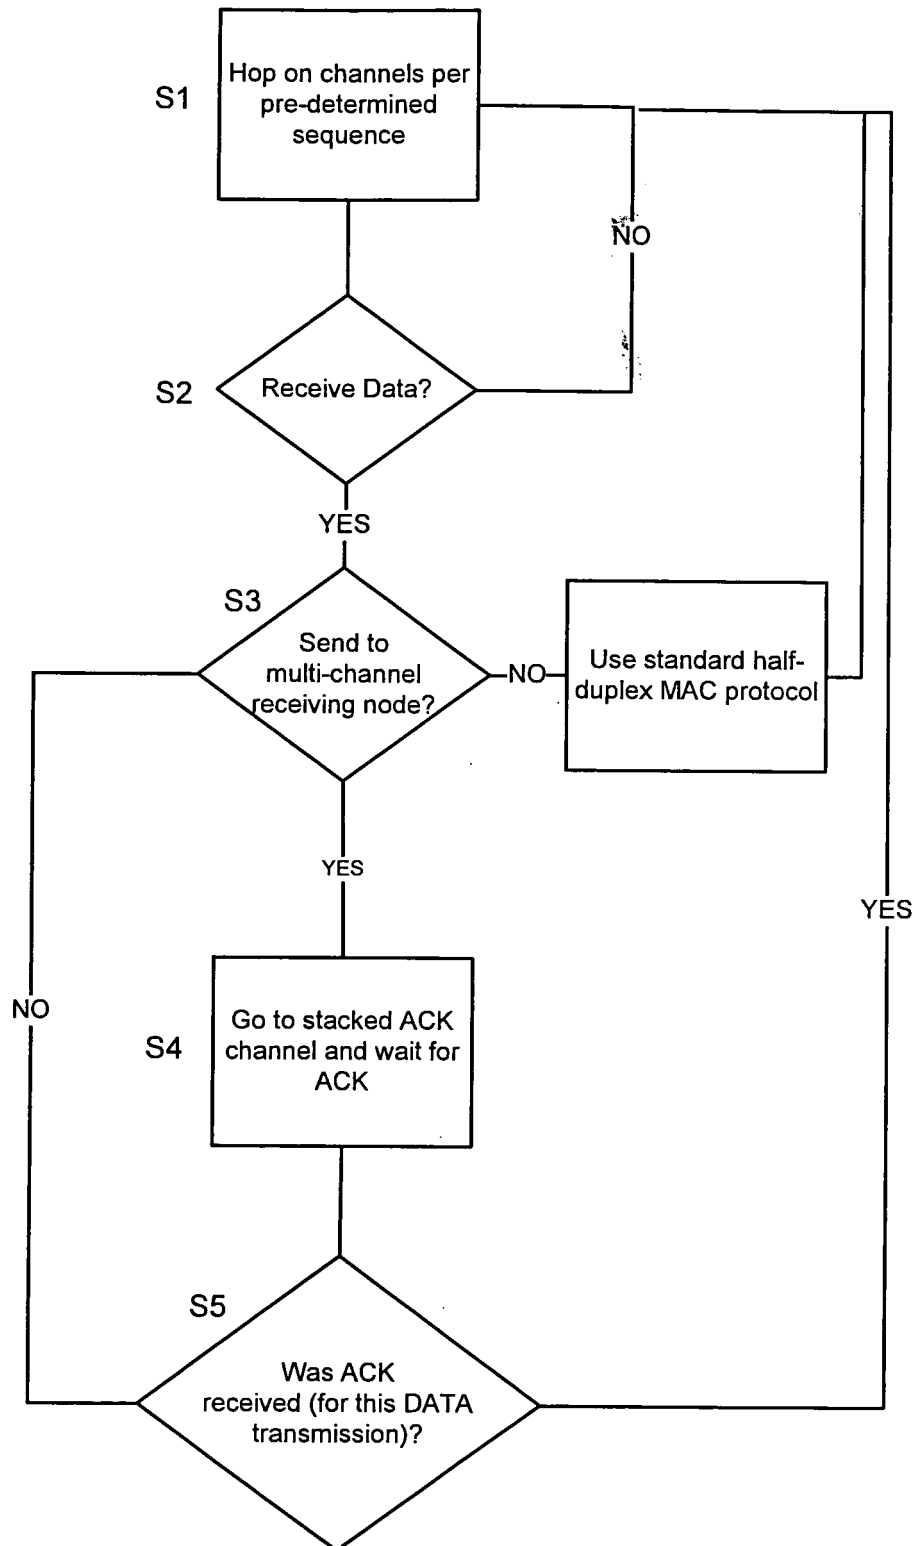 S1
Hop on channels per
pre-determined
sequence
NO
S2
Receive Data?
YES
S3
Send to
multi-channel
receiving node?
NO
Use standard half-
duplex MAC protocol
YES
YES
NO
S4
Go to stacked ACK
channel and wait for
ACK
S5
Was ACK
received (for this DATA
transmission)?